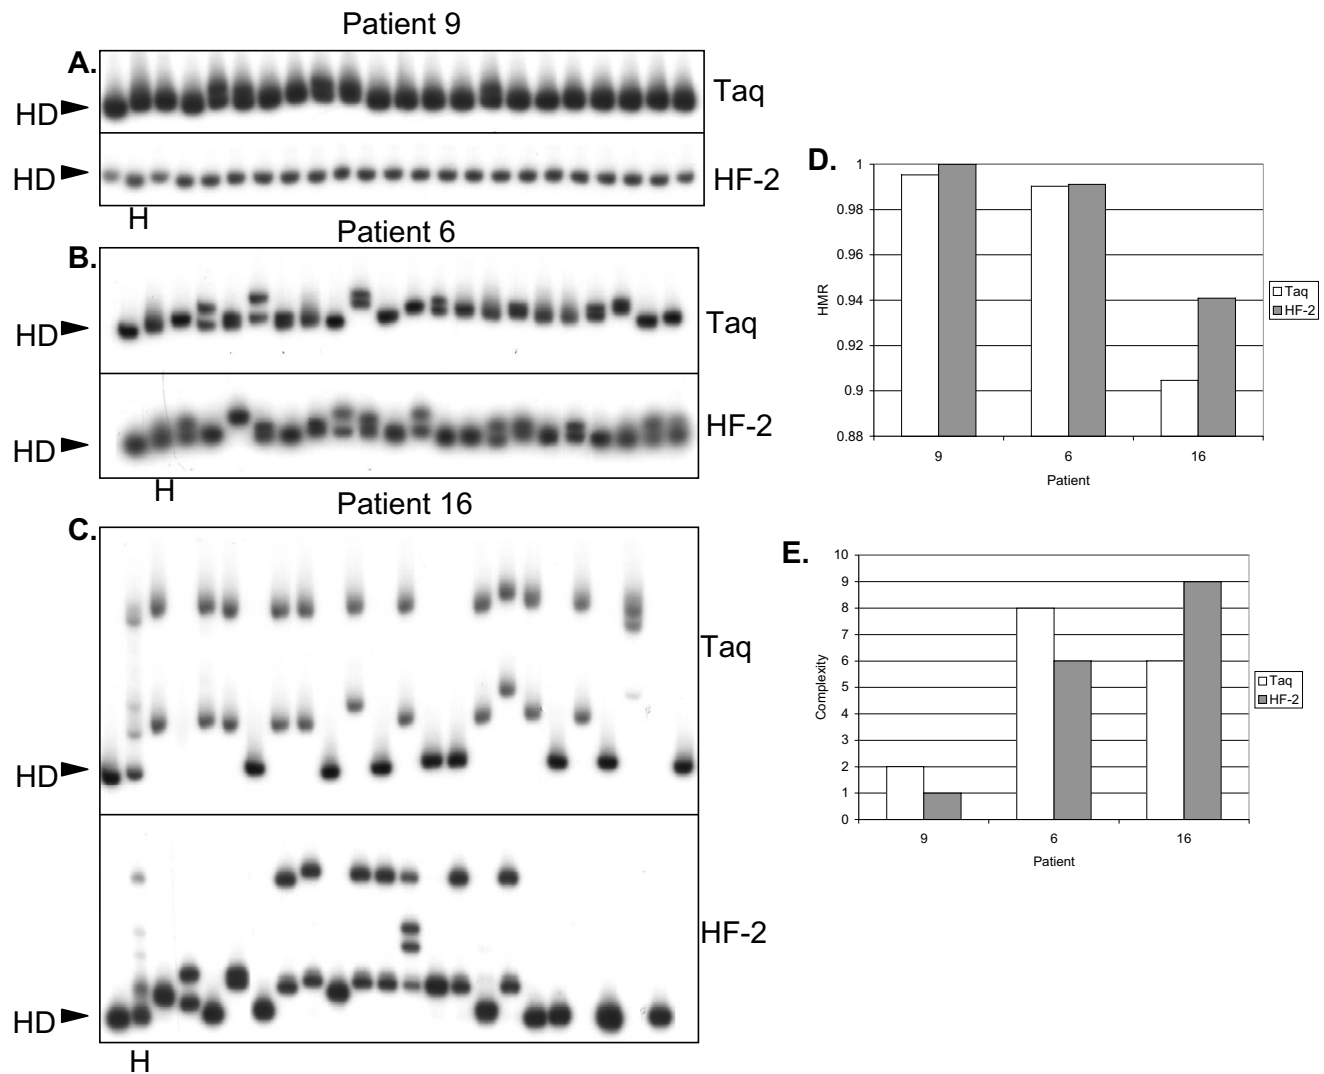 Patient 9
A.
Taq
HD
HD
HF-2
H
Patient 6
B.
HD
Taq
HD
HF-2
H
Patient 16
C.
Taq
HD
HF-2
HD
H
D.
1
0.98
0.96
0.94
0.92
0.9
0.88
HMR
9 6 16
Patient
Taq
HF-2
E.
10
9
8
7
6
5
4
3
2
1
0
Complexity
9 6 16
Patient
Taq
HF-2